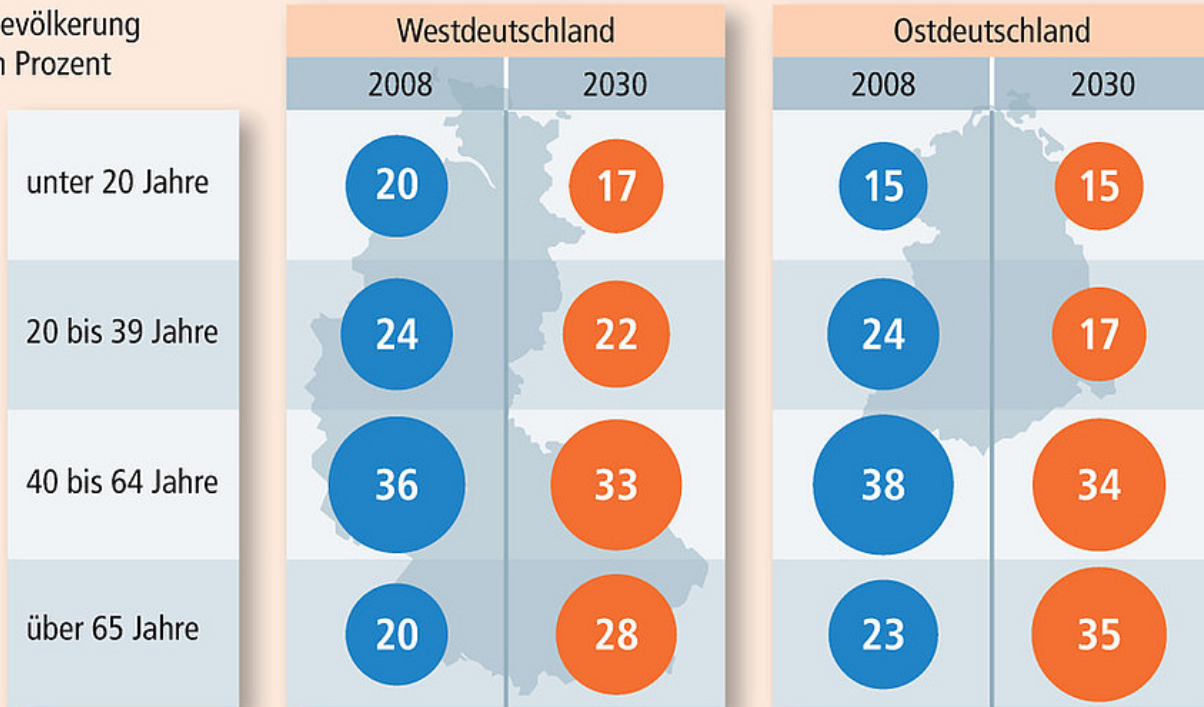 evölkerung
n Prozent
Westdeutschland
Ostdeutschland
2008 2030 2008 2030
unter 20 Jahre 20 17 15 15
20 bis 39 Jahre 24 22 24 17
40 bis 64 Jahre 36 33 38 34
über 65 Jahre 20 28 23 35